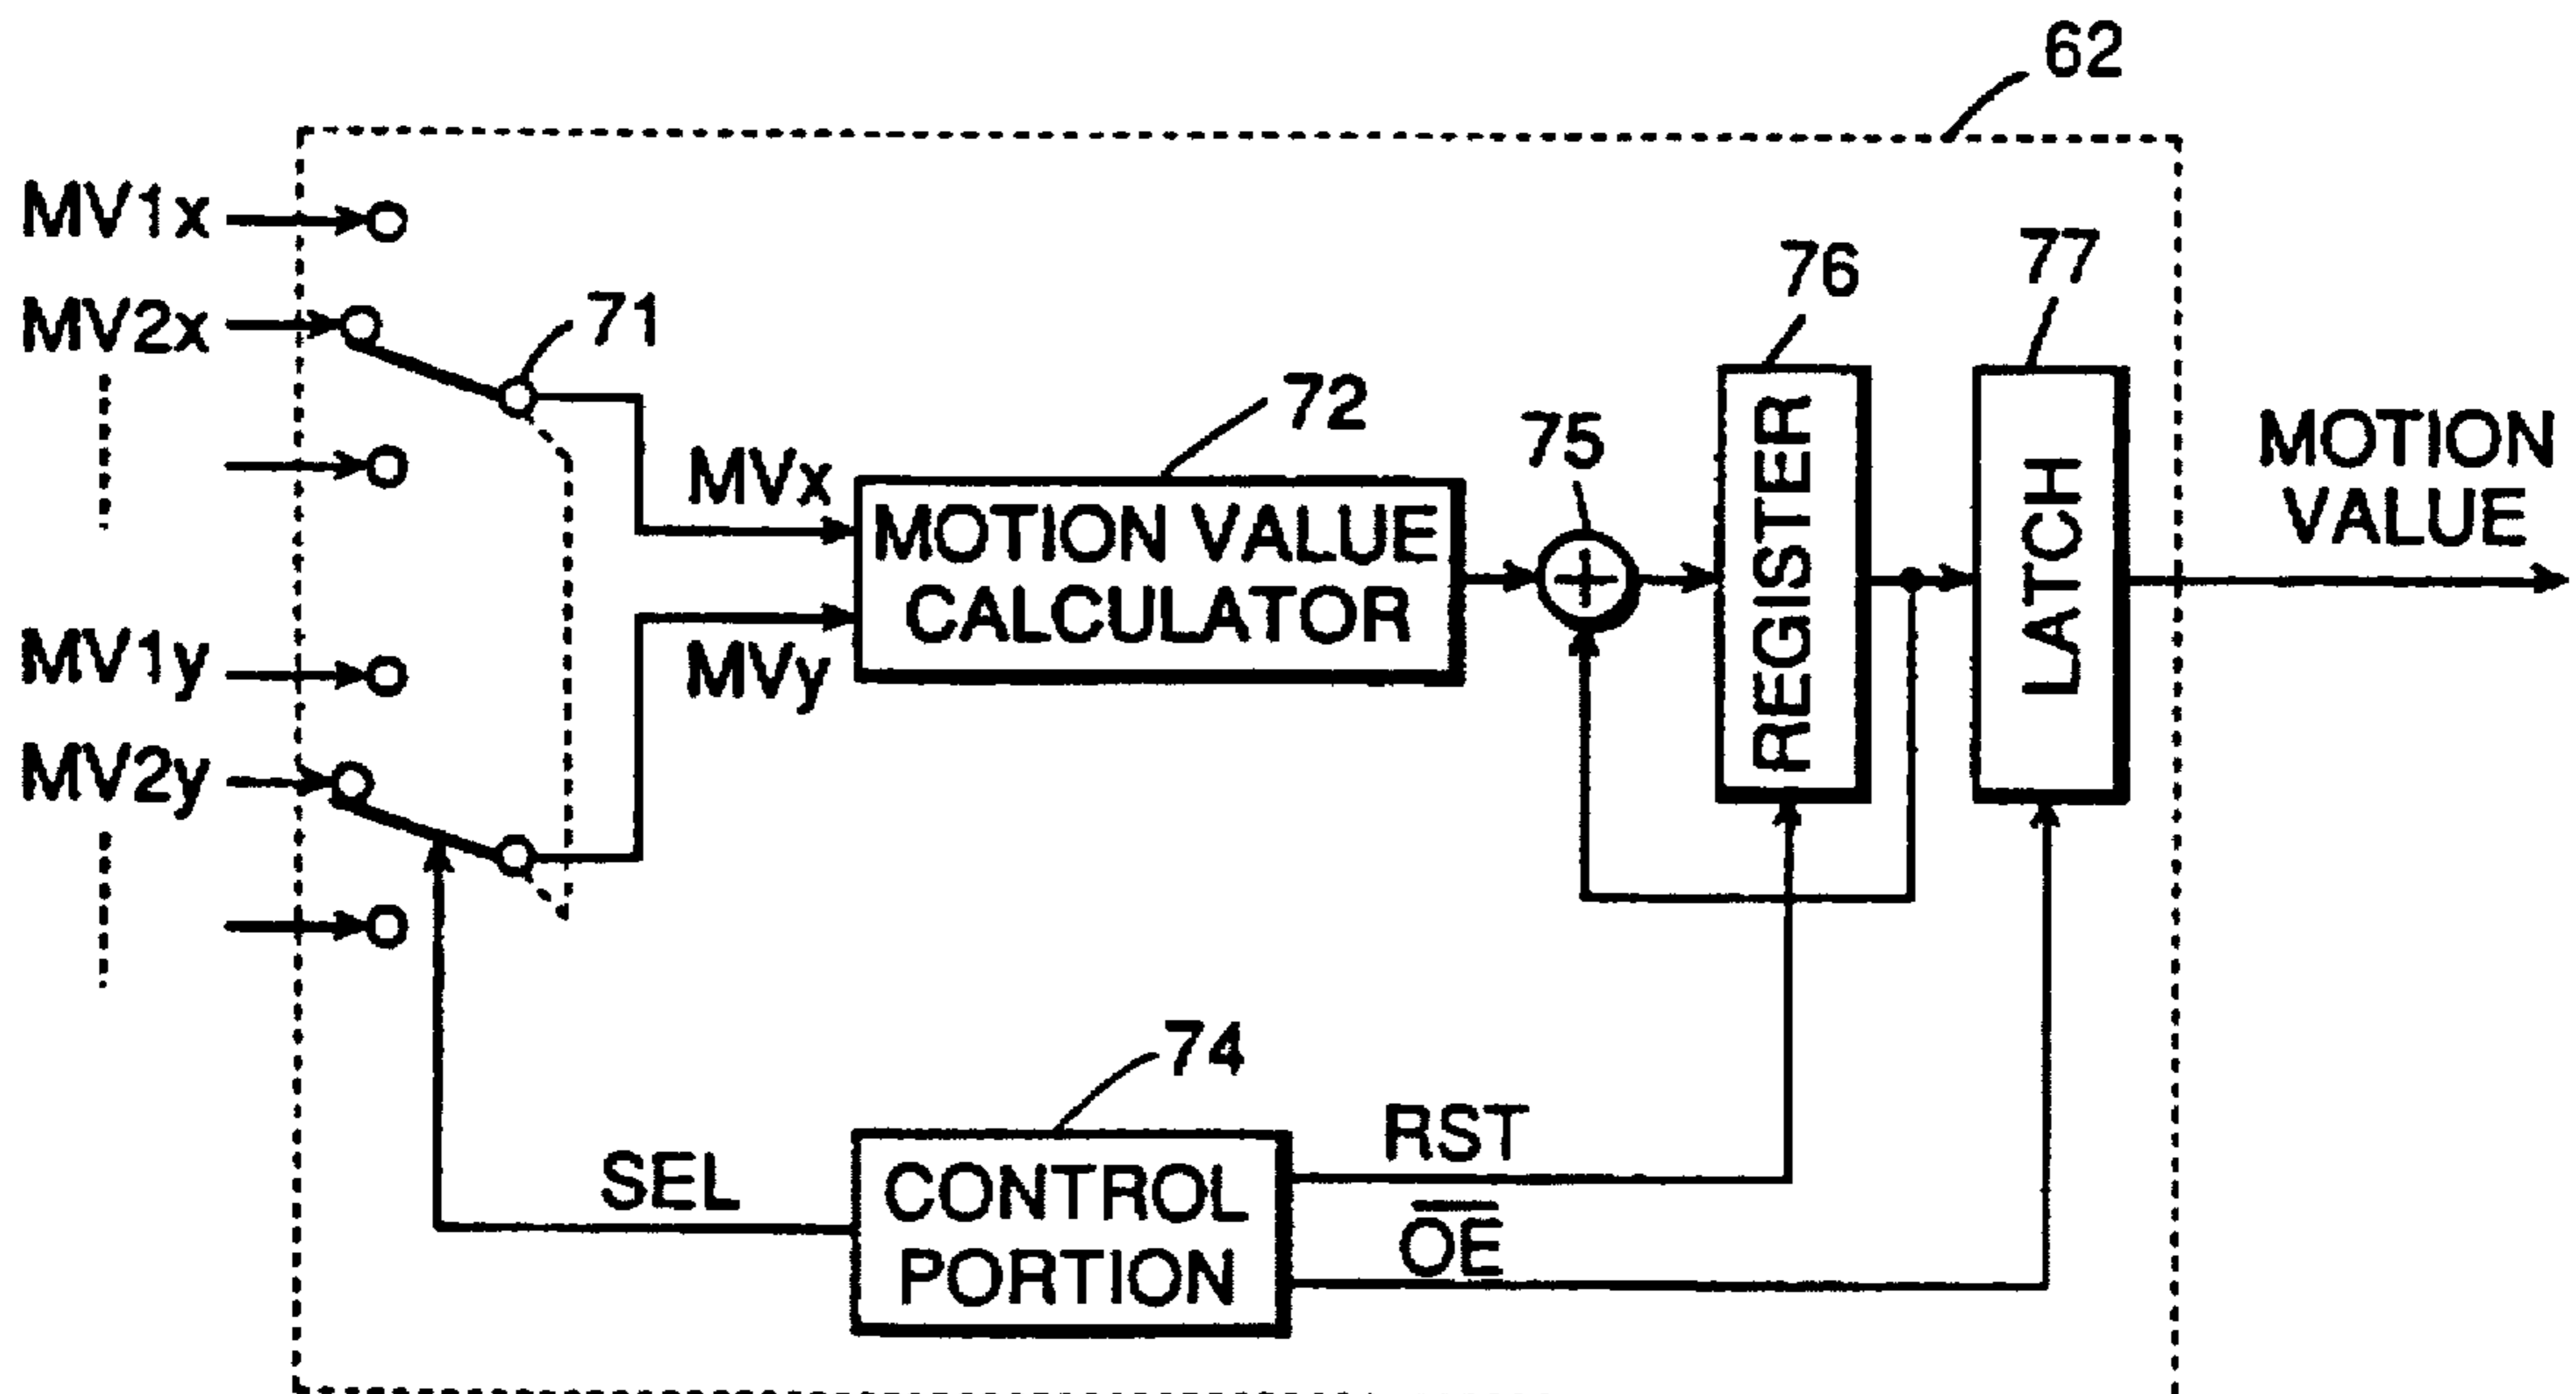 62
MV1x
MV2x
71
76
77
72
75
MVx
MOTION VALUE
CALCULATOR
REGISTER
LATCH
MOTION
VALUE
MV1y
MVy
MV2y
74
SEL
CONTROL
PORTION
RST
O̅E̅